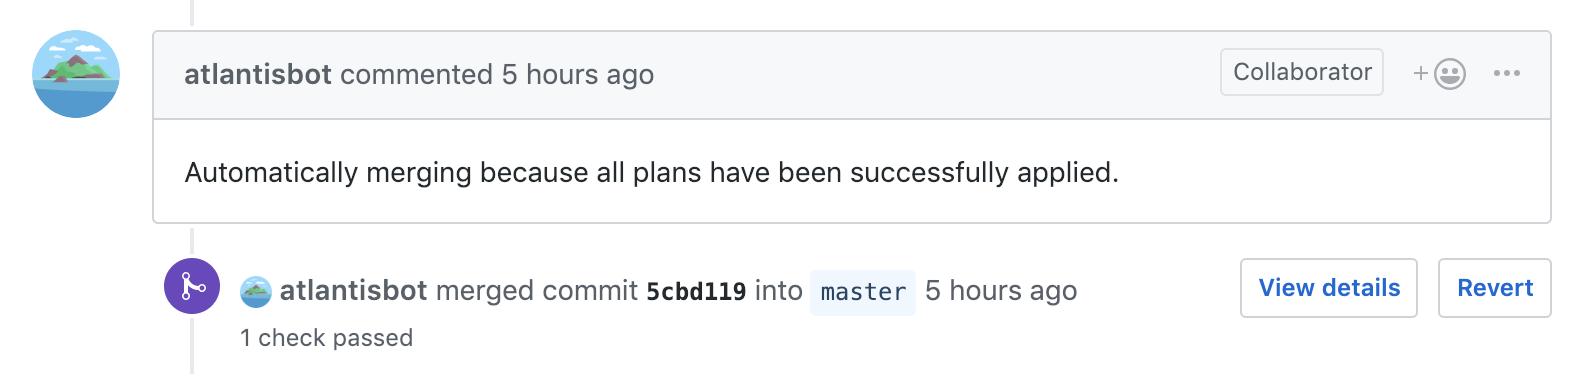 atlantisbot commented 5 hours ago Collaborator
Automatically merging because all plans have been successfully applied.
atlantisbot merged commit 5cbd119 into master 5 hours ago View details Revert
1 check passed